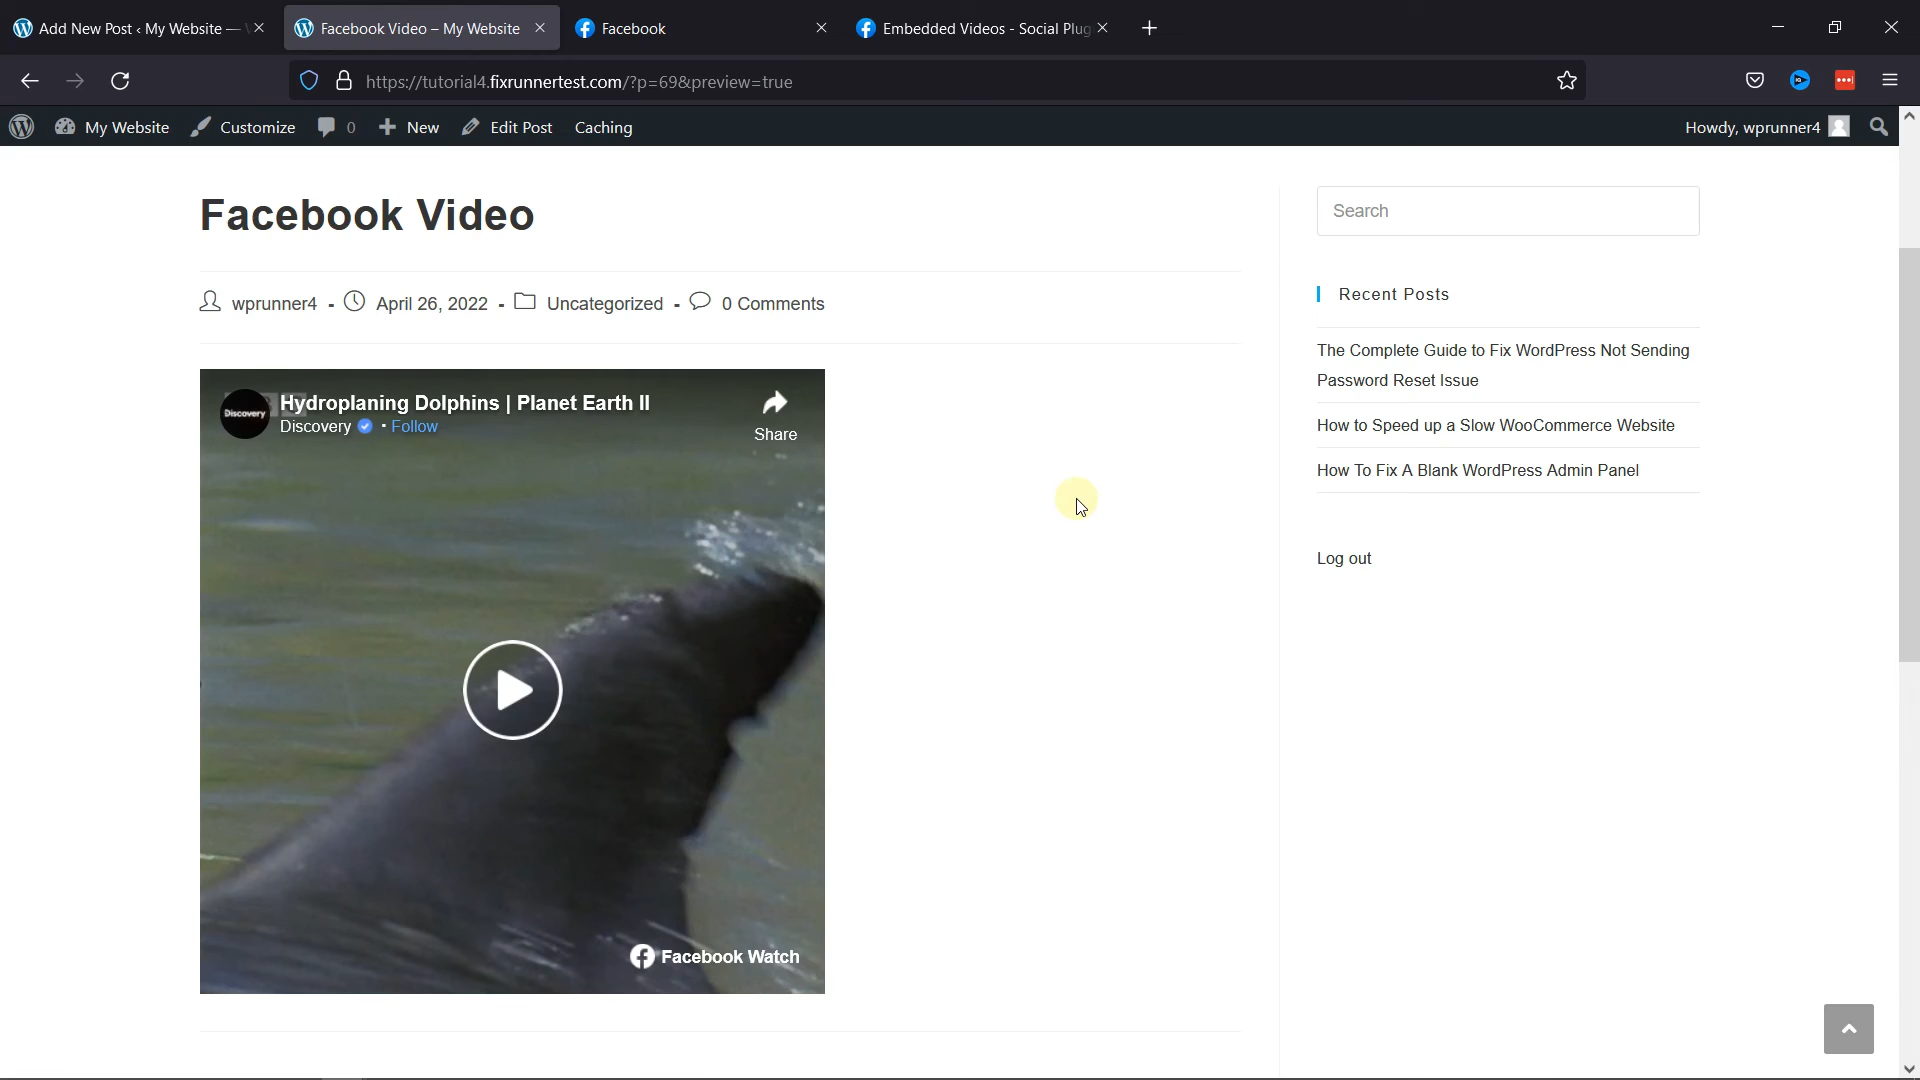 Add New Post ‹ My Website —
Facebook Video – My Website
Facebook
Embedded Videos - Social Plug
https://tutorial4.fixrunnertest.com/?p=69&preview=true
My Website
Customize
0
New
Edit Post
Caching
Howdy, wprunner4
Facebook Video
wprunner4 - April 26, 2022 - Uncategorized - 0 Comments
Discovery
Hydroplaning Dolphins | Planet Earth II
Discovery · Follow
Share
Facebook Watch
Search
Recent Posts
The Complete Guide to Fix WordPress Not Sending
Password Reset Issue
How to Speed up a Slow WooCommerce Website
How To Fix A Blank WordPress Admin Panel
Log out